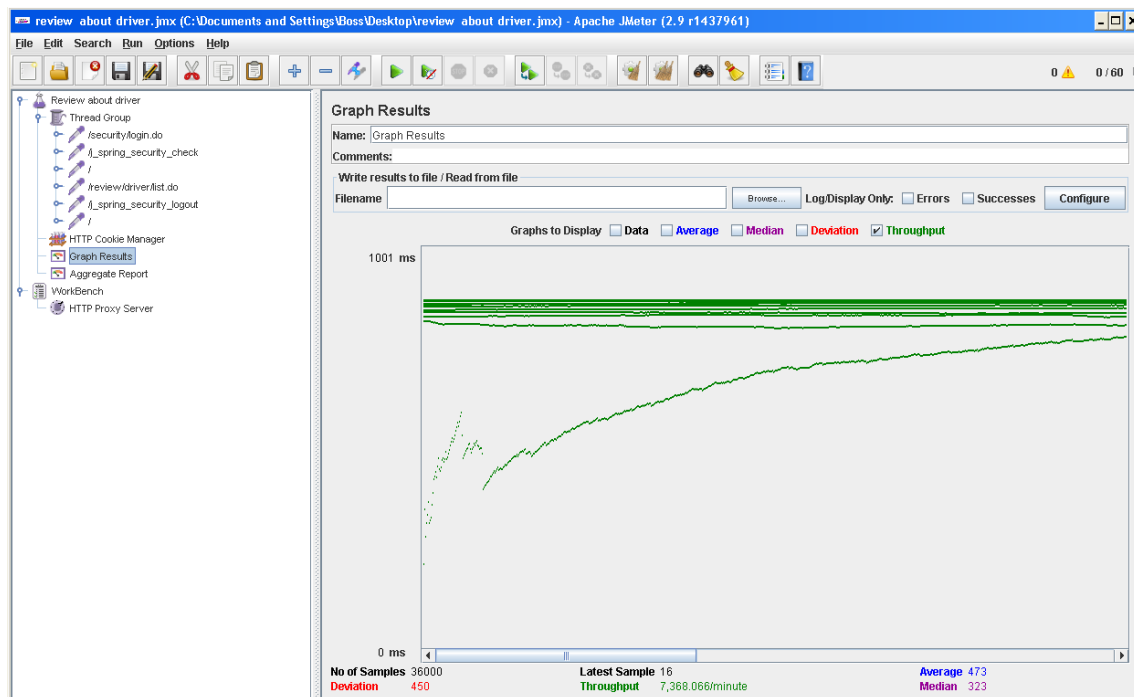 review about driver.jmx (C:\Documents and Settings\Boss\Desktop\review about driver.jmx) - Apache JMeter (2.9 r1437961)
File Edit Search Run Options Help
0 0 / 60
Review about driver
Thread Group
/security/login.do
/j_spring_security_check
/
/review/driver/list.do
/j_spring_security_logout
/
HTTP Cookie Manager
Graph Results
Aggregate Report
WorkBench
HTTP Proxy Server
Graph Results
Name: Graph Results
Comments:
Write results to file / Read from file
Filename Browse... Log/Display Only: Errors Successes Configure
Graphs to Display Data Average Median Deviation Throughput
1001 ms
0 ms
No of Samples 36000 Latest Sample 16 Average 473
Deviation 450 Throughput 7,368.066/minute Median 323